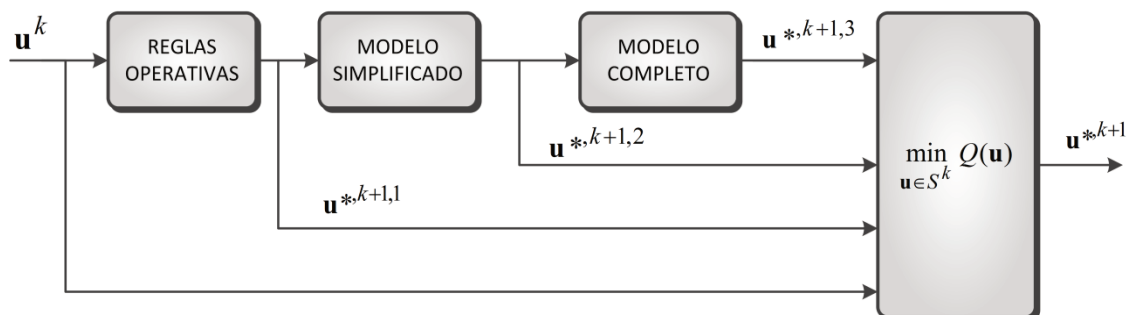 u^k
REGLAS
OPERATIVAS
MODELO
SIMPLIFICADO
MODELO
COMPLETO
u*,k+1,3
u*,k+1,2
u*,k+1,1
min Q(u)
u∈S^k
u*,k+1